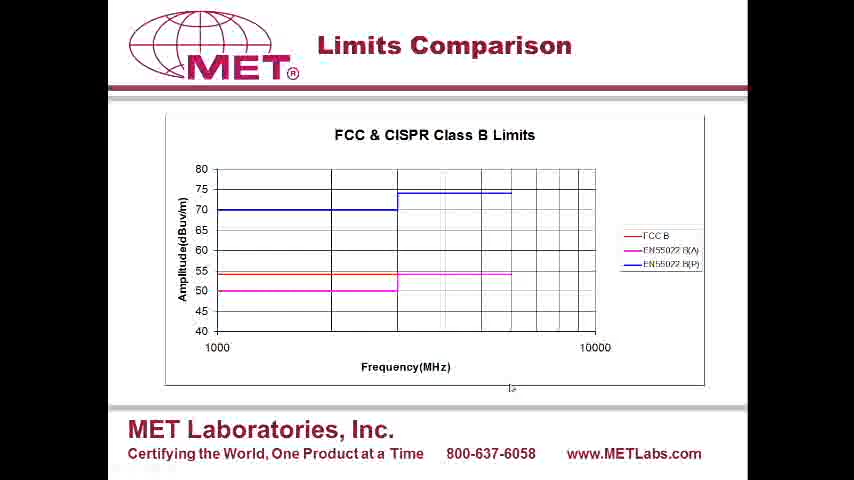 MET®
Limits Comparison
FCC & CISPR Class B Limits
80
75
70
65
60
55
50
45
40
Amplitude(dBuv/m)
1000
10000
Frequency(MHz)
FCC B
EN55022 B(A)
EN55022 B(P)
MET Laboratories, Inc.
Certifying the World, One Product at a Time 800-637-6058 www.METLabs.com